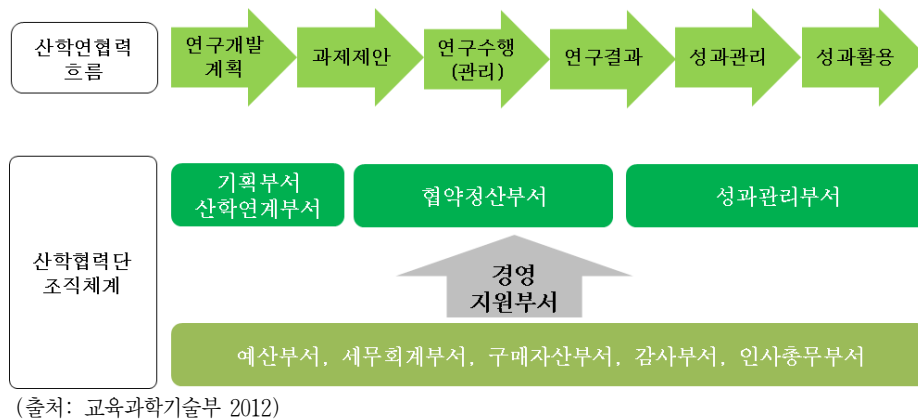 산학연협력
흐름
연구개발
계획
과제제안
연구수행
(관리)
연구결과
성과관리
성과활용
산학협력단
조직체계
기획부서
산학연계부서
협약정산부서
성과관리부서
경영
지원부서
예산부서, 세무회계부서, 구매자산부서, 감사부서, 인사총무부서
(출처: 교육과학기술부 2012)